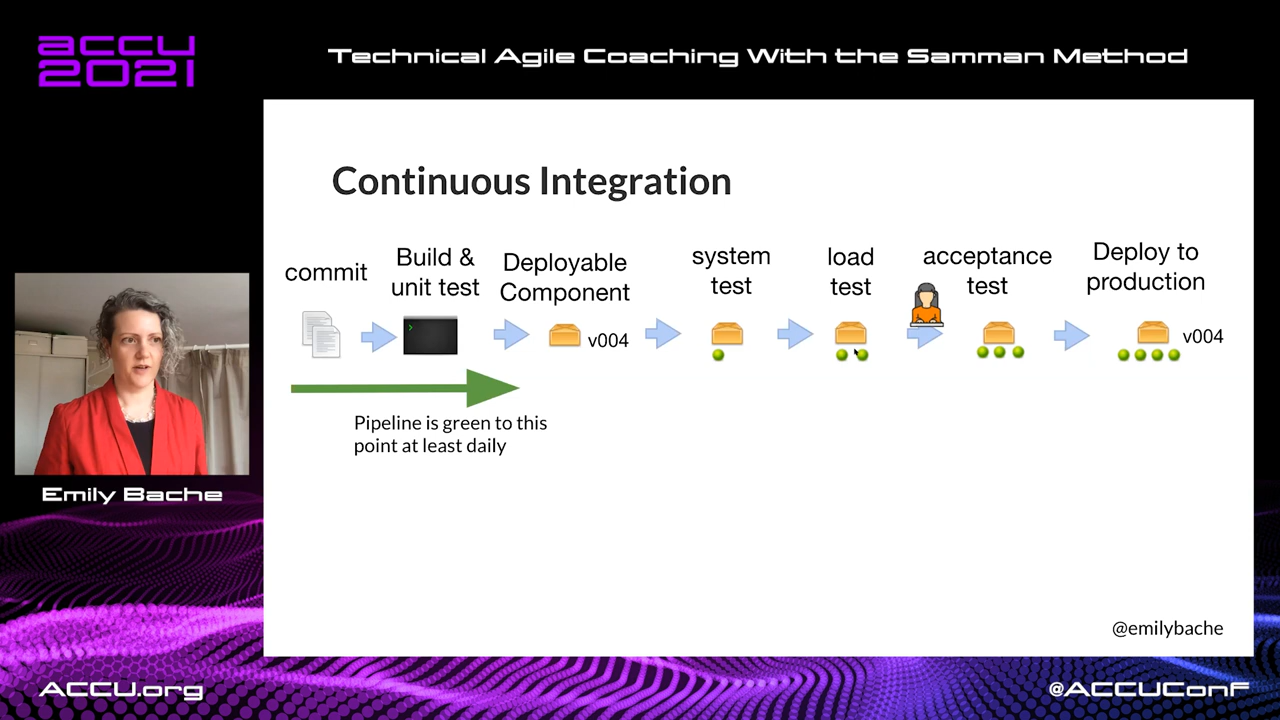 accu
2021
Technical Agile Coaching With the Samman Method
Continuous Integration
commit
Build &
unit test
Deployable
Component
system
test
load
test
acceptance
test
Deploy to
production
v004
v004
Pipeline is green to this
point at least daily
Emily Bache
@emilybache
ACCU.org
@ACCUConf